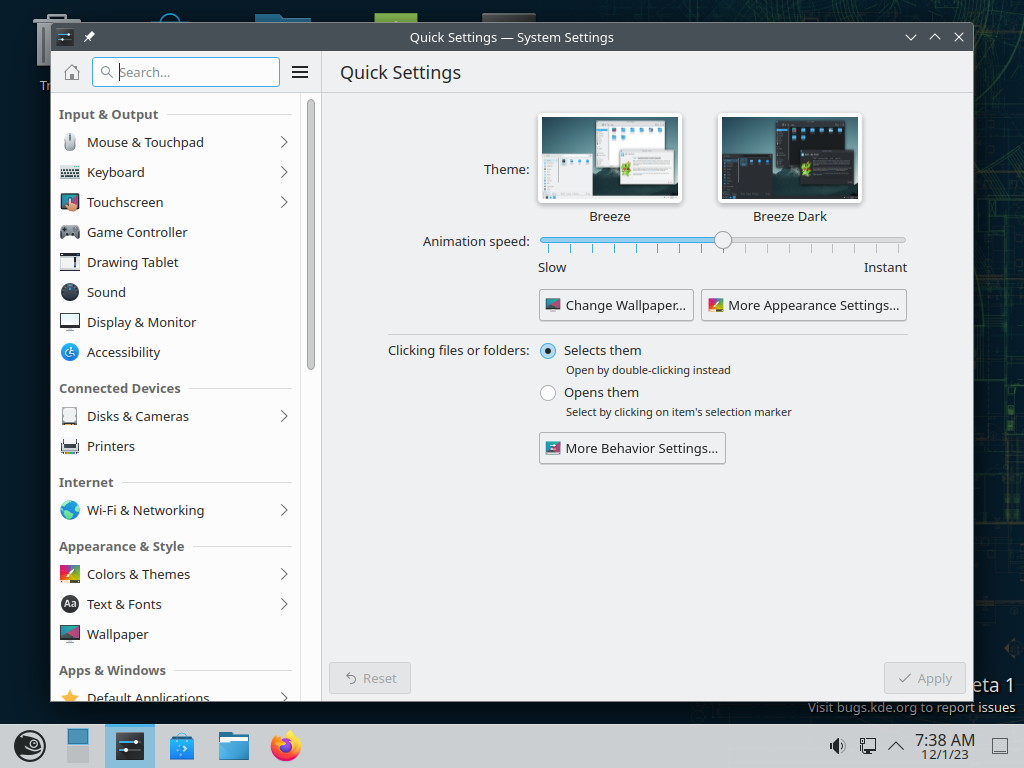 Quick Settings — System Settings
Search...
Quick Settings
Input & Output
Mouse & Touchpad
Keyboard
Touchscreen
Game Controller
Drawing Tablet
Sound
Display & Monitor
Accessibility
Connected Devices
Disks & Cameras
Printers
Internet
Wi-Fi & Networking
Appearance & Style
Colors & Themes
Aa
Text & Fonts
Wallpaper
Apps & Windows
Default Applications
Theme:
Breeze
Breeze Dark
Animation speed:
Slow
Instant
Change Wallpaper...
More Appearance Settings...
Clicking files or folders:
Selects them
Open by double-clicking instead
Opens them
Select by clicking on item's selection marker
More Behavior Settings...
Reset
Apply
eta 1
Visit bugs.kde.org to report issues
Tr
7:38 AM
12/1/23